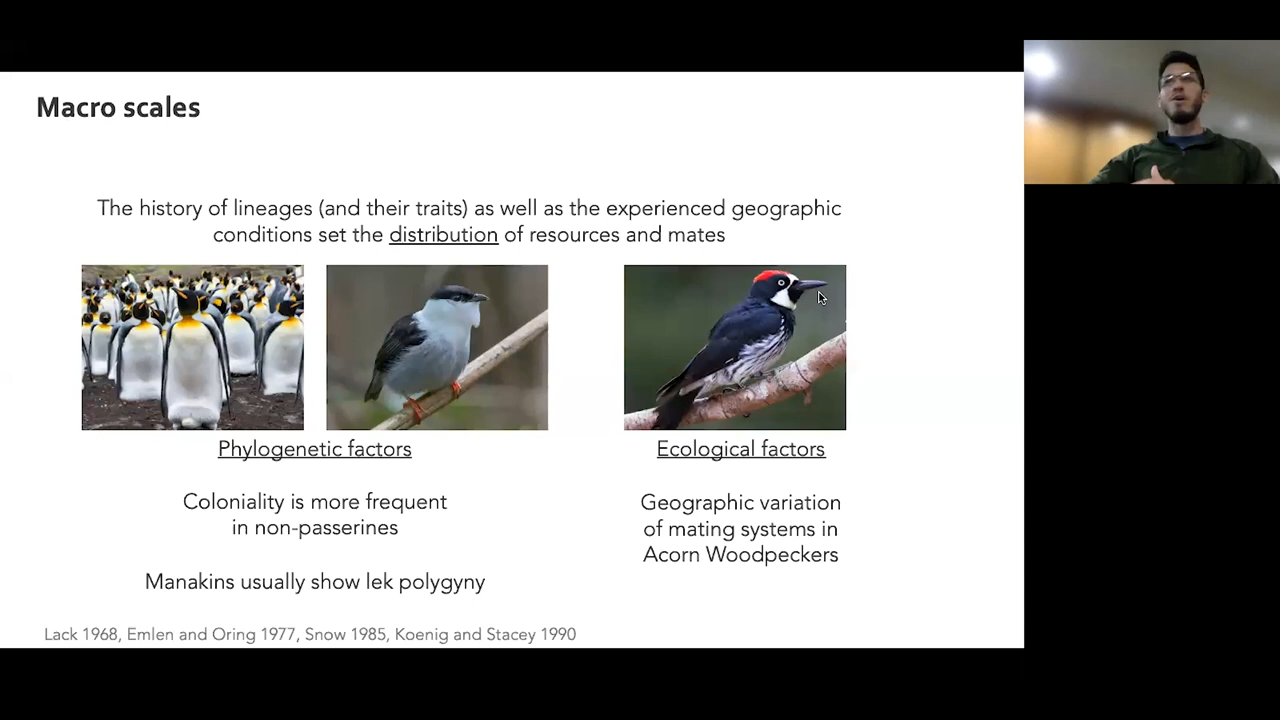 Macro scales
The history of lineages (and their traits) as well as the experienced geographic
conditions set the distribution of resources and mates
Phylogenetic factors
Coloniality is more frequent
in non-passerines
Manakins usually show lek polygyny
Ecological factors
Geographic variation
of mating systems in
Acorn Woodpeckers
Lack 1968, Emlen and Oring 1977, Snow 1985, Koenig and Stacey 1990